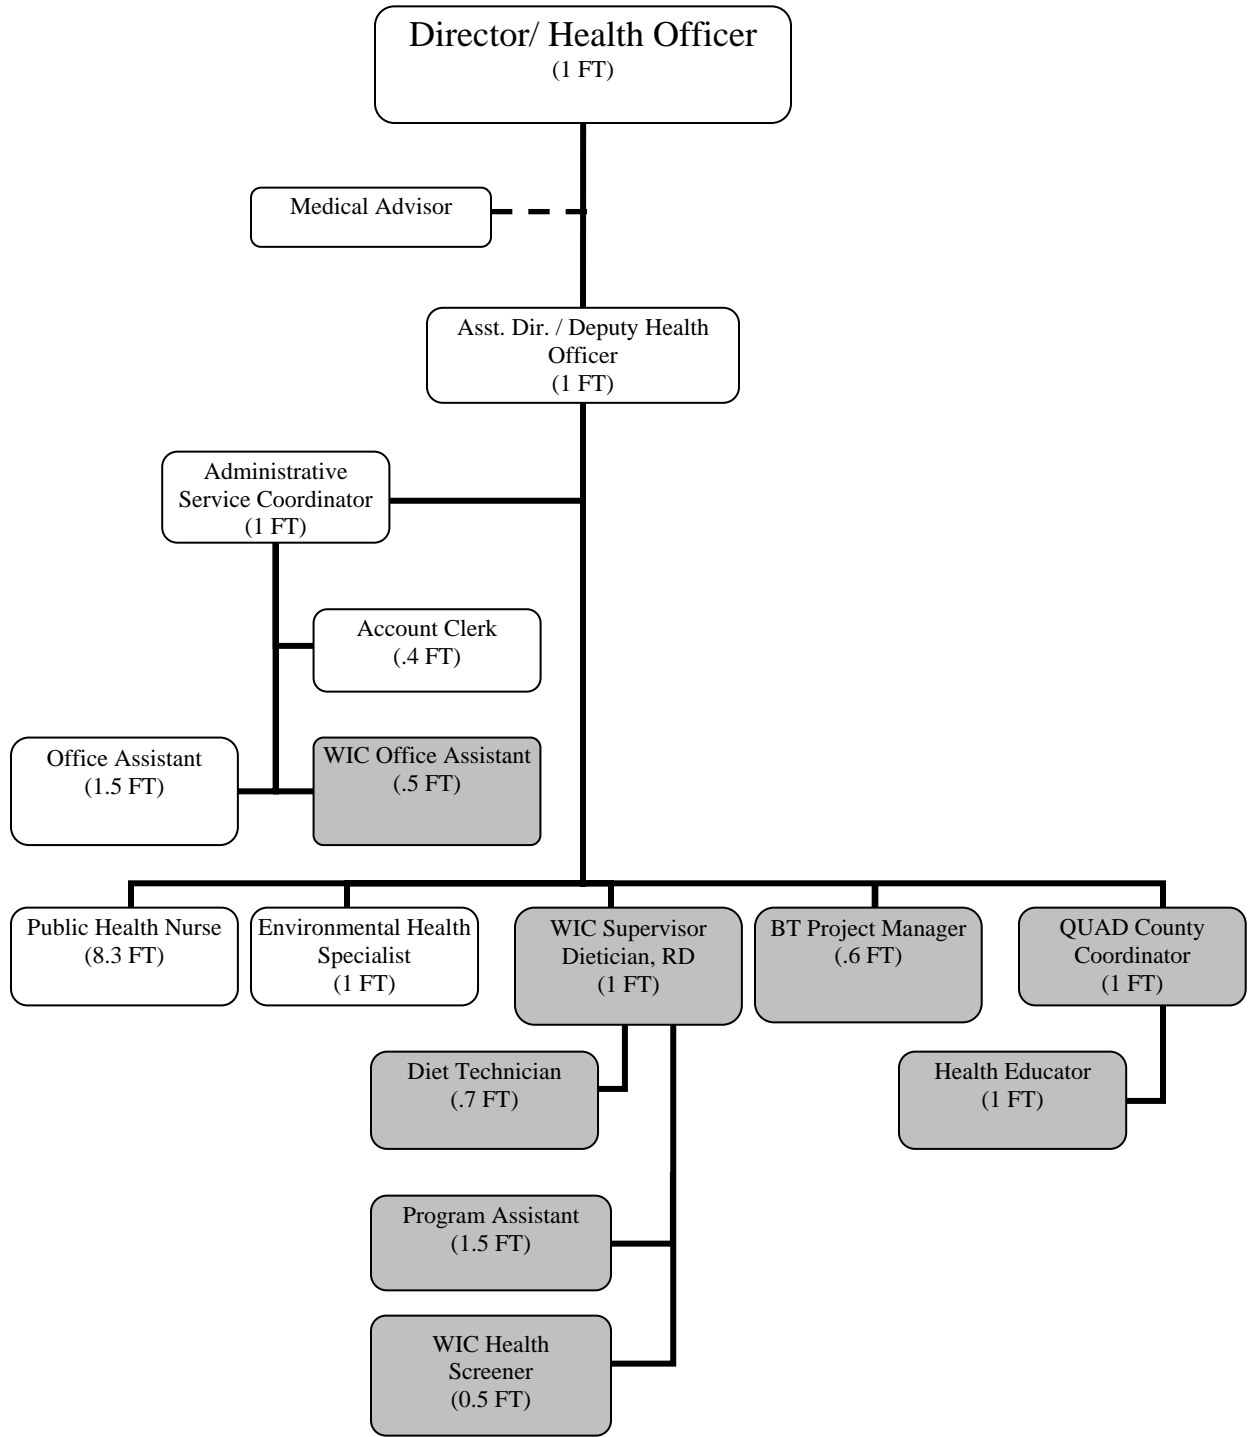 Director/ Health Officer
(1 FT)
Medical Advisor
Asst. Dir. / Deputy Health
Officer
(1 FT)
Administrative
Service Coordinator
(1 FT)
Account Clerk
(.4 FT)
Office Assistant
(1.5 FT)
WIC Office Assistant
(.5 FT)
Public Health Nurse
(8.3 FT)
Environmental Health
Specialist
(1 FT)
WIC Supervisor
Dietician, RD
(1 FT)
BT Project Manager
(.6 FT)
QUAD County
Coordinator
(1 FT)
Diet Technician
(.7 FT)
Health Educator
(1 FT)
Program Assistant
(1.5 FT)
WIC Health
Screener
(0.5 FT)